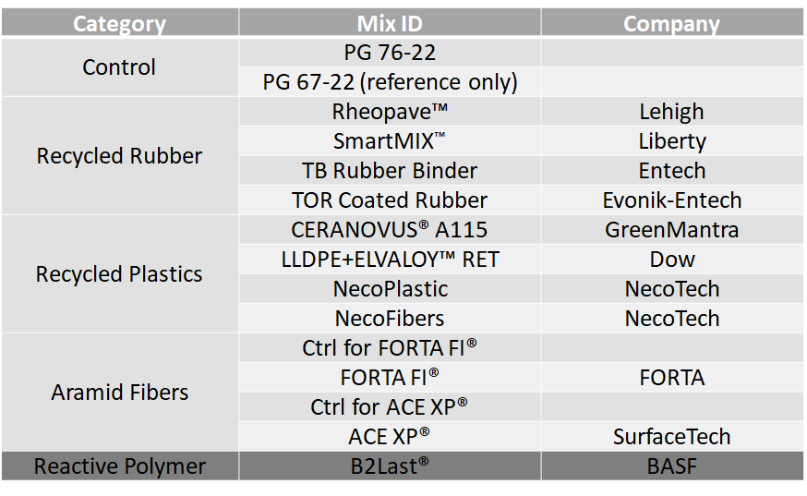 Category Mix ID Company
Control
PG 76-22
PG 67-22 (reference only)
Recycled Rubber
Rheopave™ Lehigh
SmartMIX™ Liberty
TB Rubber Binder Entech
TOR Coated Rubber Evonik-Entech
Recycled Plastics
CERANOVUS® A115 GreenMantra
LLDPE+ELVALOY™ RET Dow
NecoPlastic NecoTech
NecoFibers NecoTech
Aramid Fibers
Ctrl for FORTA FI®
FORTA FI® FORTA
Ctrl for ACE XP®
ACE XP® SurfaceTech
Reactive Polymer B2Last® BASF